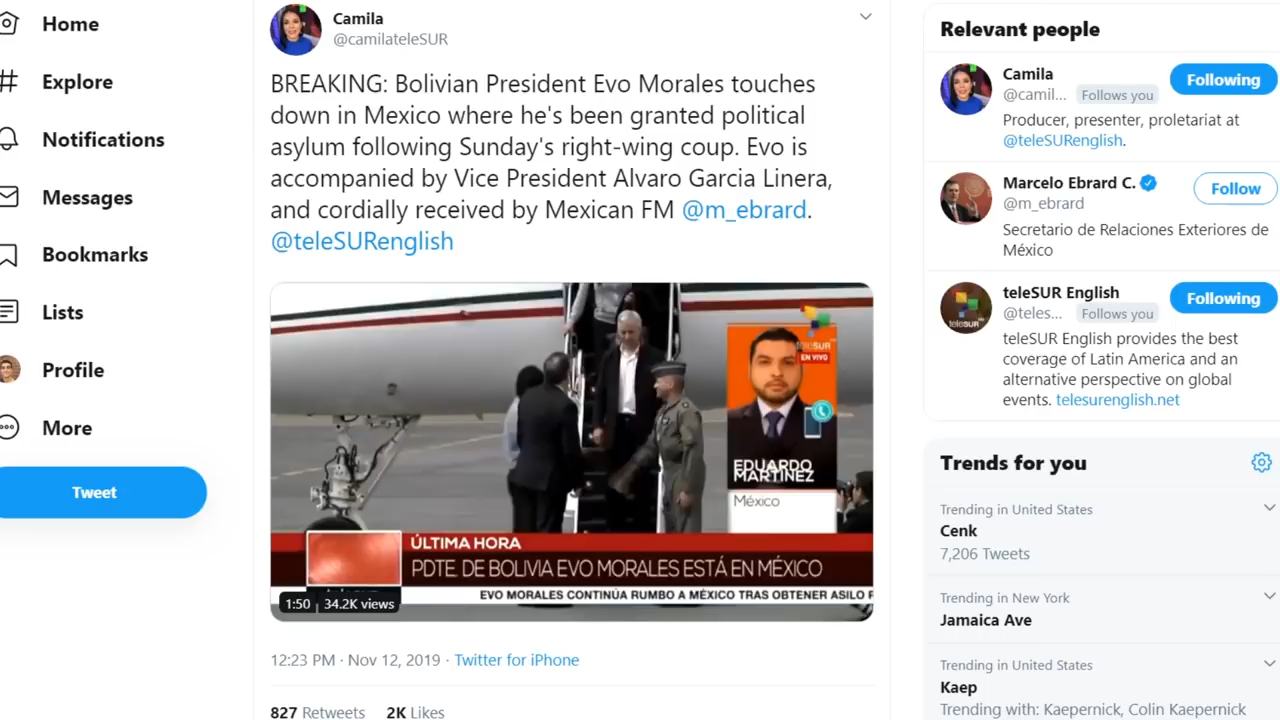 Home
Explore
Notifications
Messages
Bookmarks
Lists
Profile
More
Tweet
Camila
@camilateleSUR
BREAKING: Bolivian President Evo Morales touches
down in Mexico where he's been granted political
asylum following Sunday's right-wing coup. Evo is
accompanied by Vice President Alvaro Garcia Linera,
and cordially received by Mexican FM @m_ebrard.
@teleSURenglish
teleSUR
EN VIVO
EDUARDO
MARTÍNEZ
México
ÚLTIMA HORA
PDTE. DE BOLIVIA EVO MORALES ESTÁ EN MÉXICO
EVO MORALES CONTINÚA RUMBO A MÉXICO TRAS OBTENER ASILO
1:50 34.2K views
12:23 PM · Nov 12, 2019 · Twitter for iPhone
827 Retweets 2K Likes
Relevant people
Camila
@camil... Follows you
Following
Producer, presenter, proletariat at
@teleSURenglish.
Marcelo Ebrard C.
@m_ebrard
Follow
Secretario de Relaciones Exteriores de
México
teleSUR English
@teles... Follows you
Following
teleSUR
teleSUR English provides the best
coverage of Latin America and an
alternative perspective on global
events. telesurenglish.net
Trends for you
Trending in United States
Cenk
7,206 Tweets
Trending in New York
Jamaica Ave
Trending in United States
Kaep
Trending with: Kaepernick, Colin Kaepernick